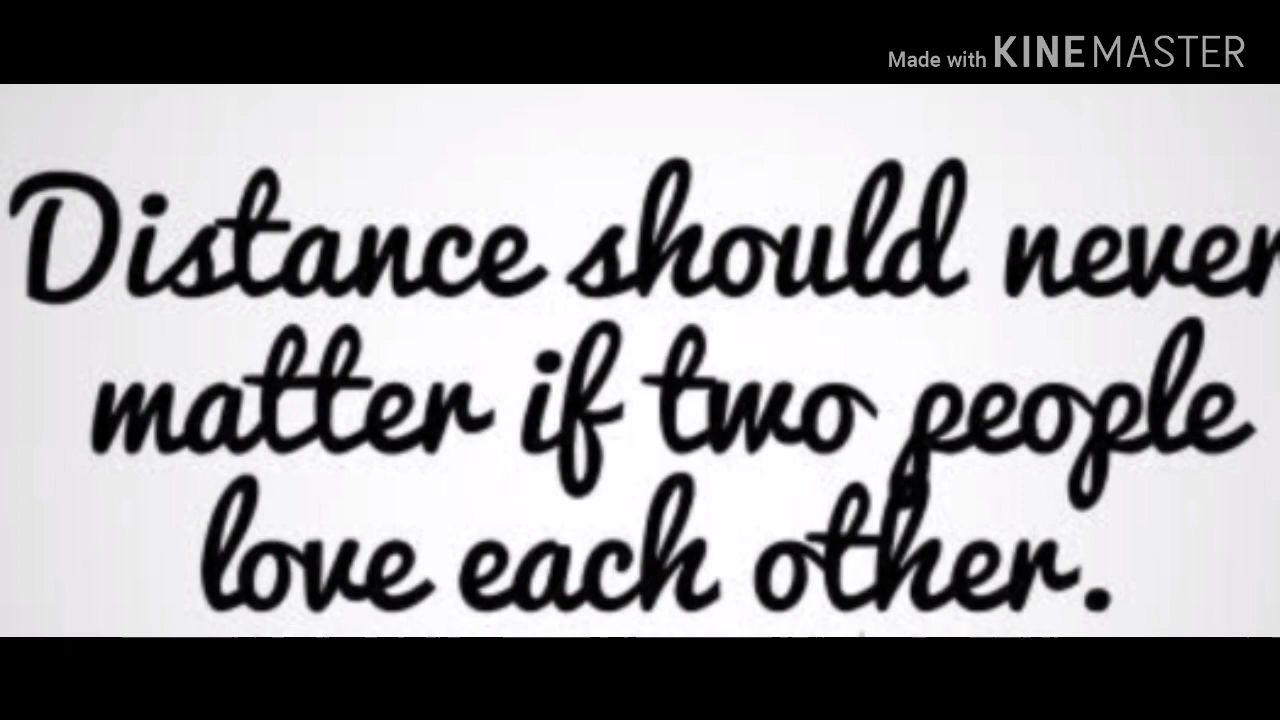 Made with KINEMASTER
Distance should never
matter if two people
love each other.